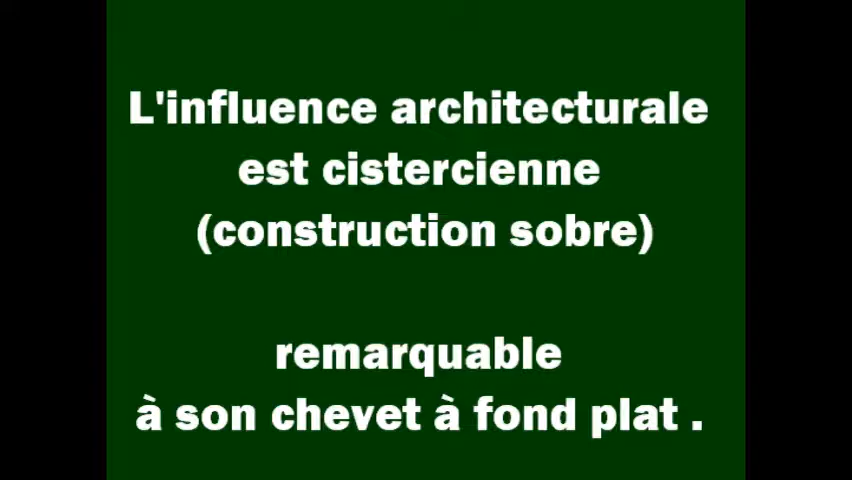 L'influence architecturale
est cistercienne
(construction sobre)
remarquable
à son chevet à fond plat .